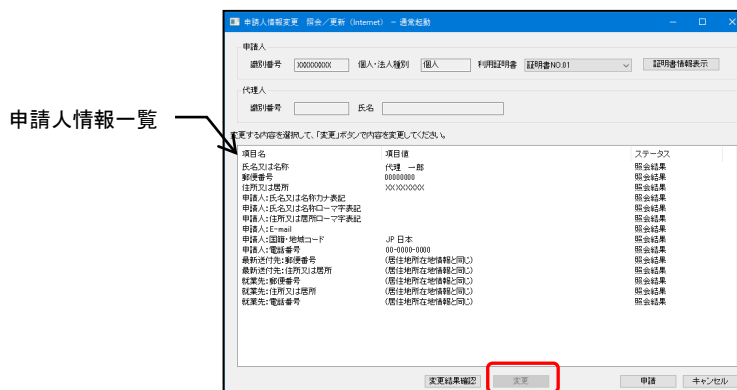 申請人情報変更 照会／更新 (Internet) － 通常起動
申請人
識別番号 XXXXXXXXX 個人・法人種別 個人 利用証明書 証明書NO.01 証明書情報表示
代理人
識別番号 氏名
申請人情報一覧
変更する内容を選択して、「変更」ボタンで内容を変更してください。
項目名 項目値 ステータス
氏名又は名称 代理 一郎 照会結果
郵便番号 00000000 照会結果
住所又は居所 XXXXXXXXX 照会結果
申請人:氏名又は名称カナ表記 照会結果
申請人:氏名又は名称ローマ字表記 照会結果
申請人:住所又は居所ローマ字表記 照会結果
申請人:E-mail 照会結果
申請人:国籍・地域コード JP 日本 照会結果
申請人:電話番号 00-0000-0000 照会結果
最新送付先:郵便番号 (居住地所在地情報と同じ) 照会結果
最新送付先:住所又は居所 (居住地所在地情報と同じ) 照会結果
就業先:郵便番号 (居住地所在地情報と同じ) 照会結果
就業先:住所又は居所 (居住地所在地情報と同じ) 照会結果
就業先:電話番号 (居住地所在地情報と同じ) 照会結果
変更結果確認 変更 申請 キャンセル